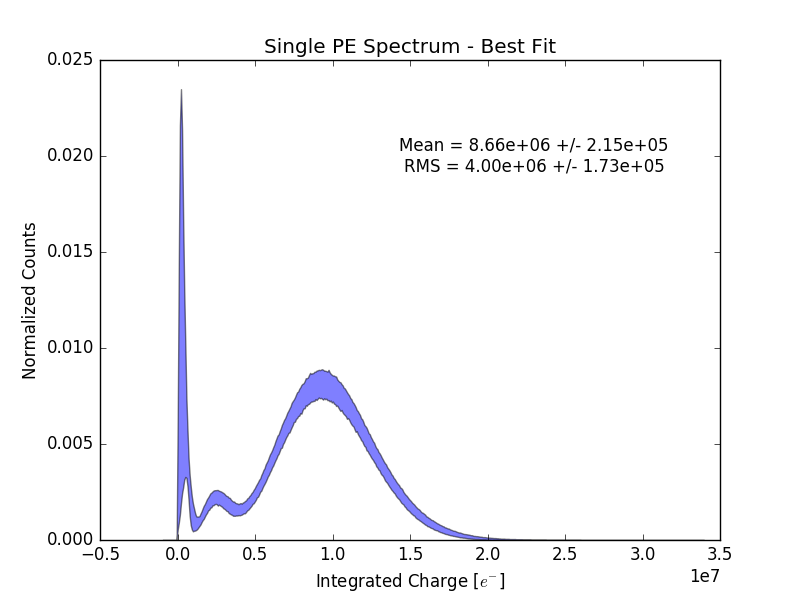 Single PE Spectrum - Best Fit
0.025
0.020
0.015
0.010
0.005
0.000
Normalized Counts
Mean = 8.66e+06 +/- 2.15e+05
RMS = 4.00e+06 +/- 1.73e+05
−0.5 0.0 0.5 1.0 1.5 2.0 2.5 3.0 3.5
1e7
Integrated Charge [e⁻]